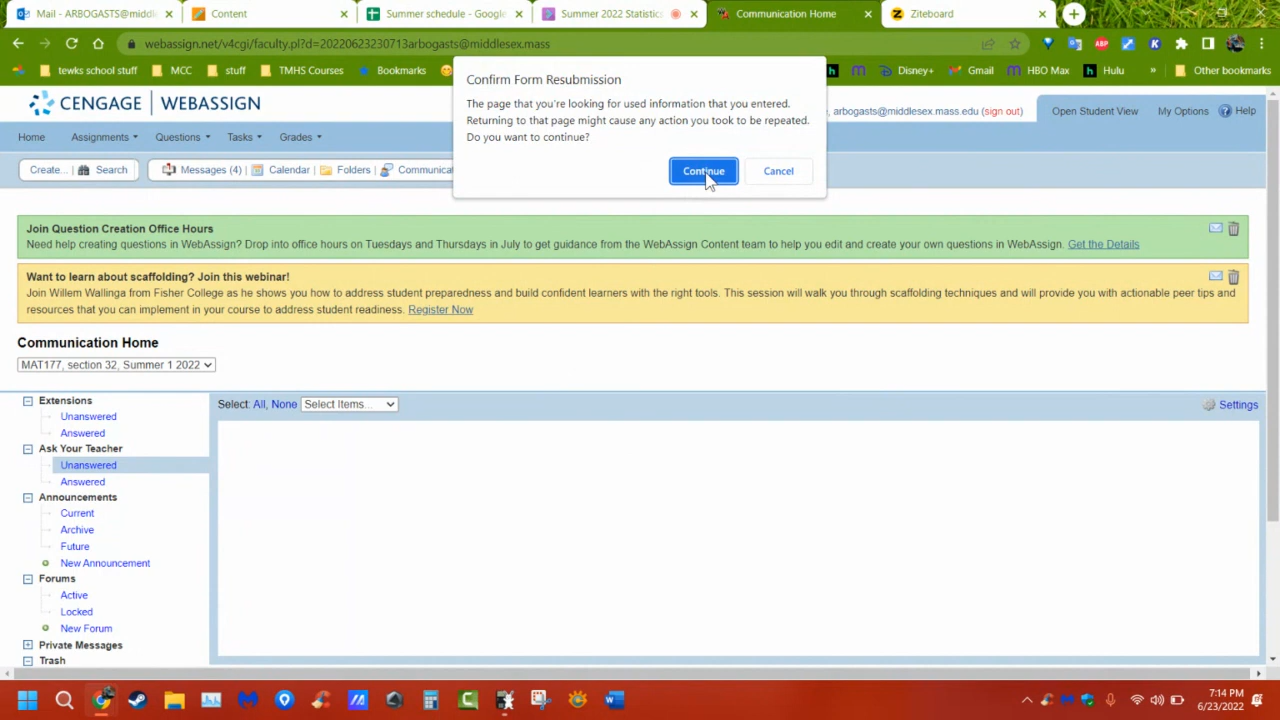 Mail - ARBOGASTS@middl
Content
Summer schedule - Google
Summer 2022 Statistics
Communication Home
Ziteboard
webassign.net/v4cgi/faculty.pl?d=20220623230713arbogasts@middlesex.mass
tewks school stuff
MCC
stuff
TMHS Courses
Bookmarks
Disney+
Gmail
HBO Max
Hulu
»
Other bookmarks
Confirm Form Resubmission
The page that you're looking for used information that you entered.
Returning to that page might cause any action you took to be repeated.
Do you want to continue?
Continue
Cancel
CENGAGE | WEBASSIGN
arbogasts@middlesex.mass.edu (sign out)
Open Student View
My Options
Help
Home
Assignments
Questions
Tasks
Grades
Create... | Search
Messages (4) | Calendar | Folders | Communica
Join Question Creation Office Hours
Need help creating questions in WebAssign? Drop into office hours on Tuesdays and Thursdays in July to get guidance from the WebAssign Content team to help you edit and create your own questions in WebAssign. Get the Details
Want to learn about scaffolding? Join this webinar!
Join Willem Wallinga from Fisher College as he shows you how to address student preparedness and build confident learners with the right tools. This session will walk you through scaffolding techniques and will provide you with actionable peer tips and
resources that you can implement in your course to address student readiness. Register Now
Communication Home
MAT177, section 32, Summer 1 2022
Extensions
Unanswered
Answered
Ask Your Teacher
Unanswered
Answered
Announcements
Current
Archive
Future
New Announcement
Forums
Active
Locked
New Forum
Private Messages
Trash
Select: All, None Select Items...
Settings
7:14 PM
6/23/2022